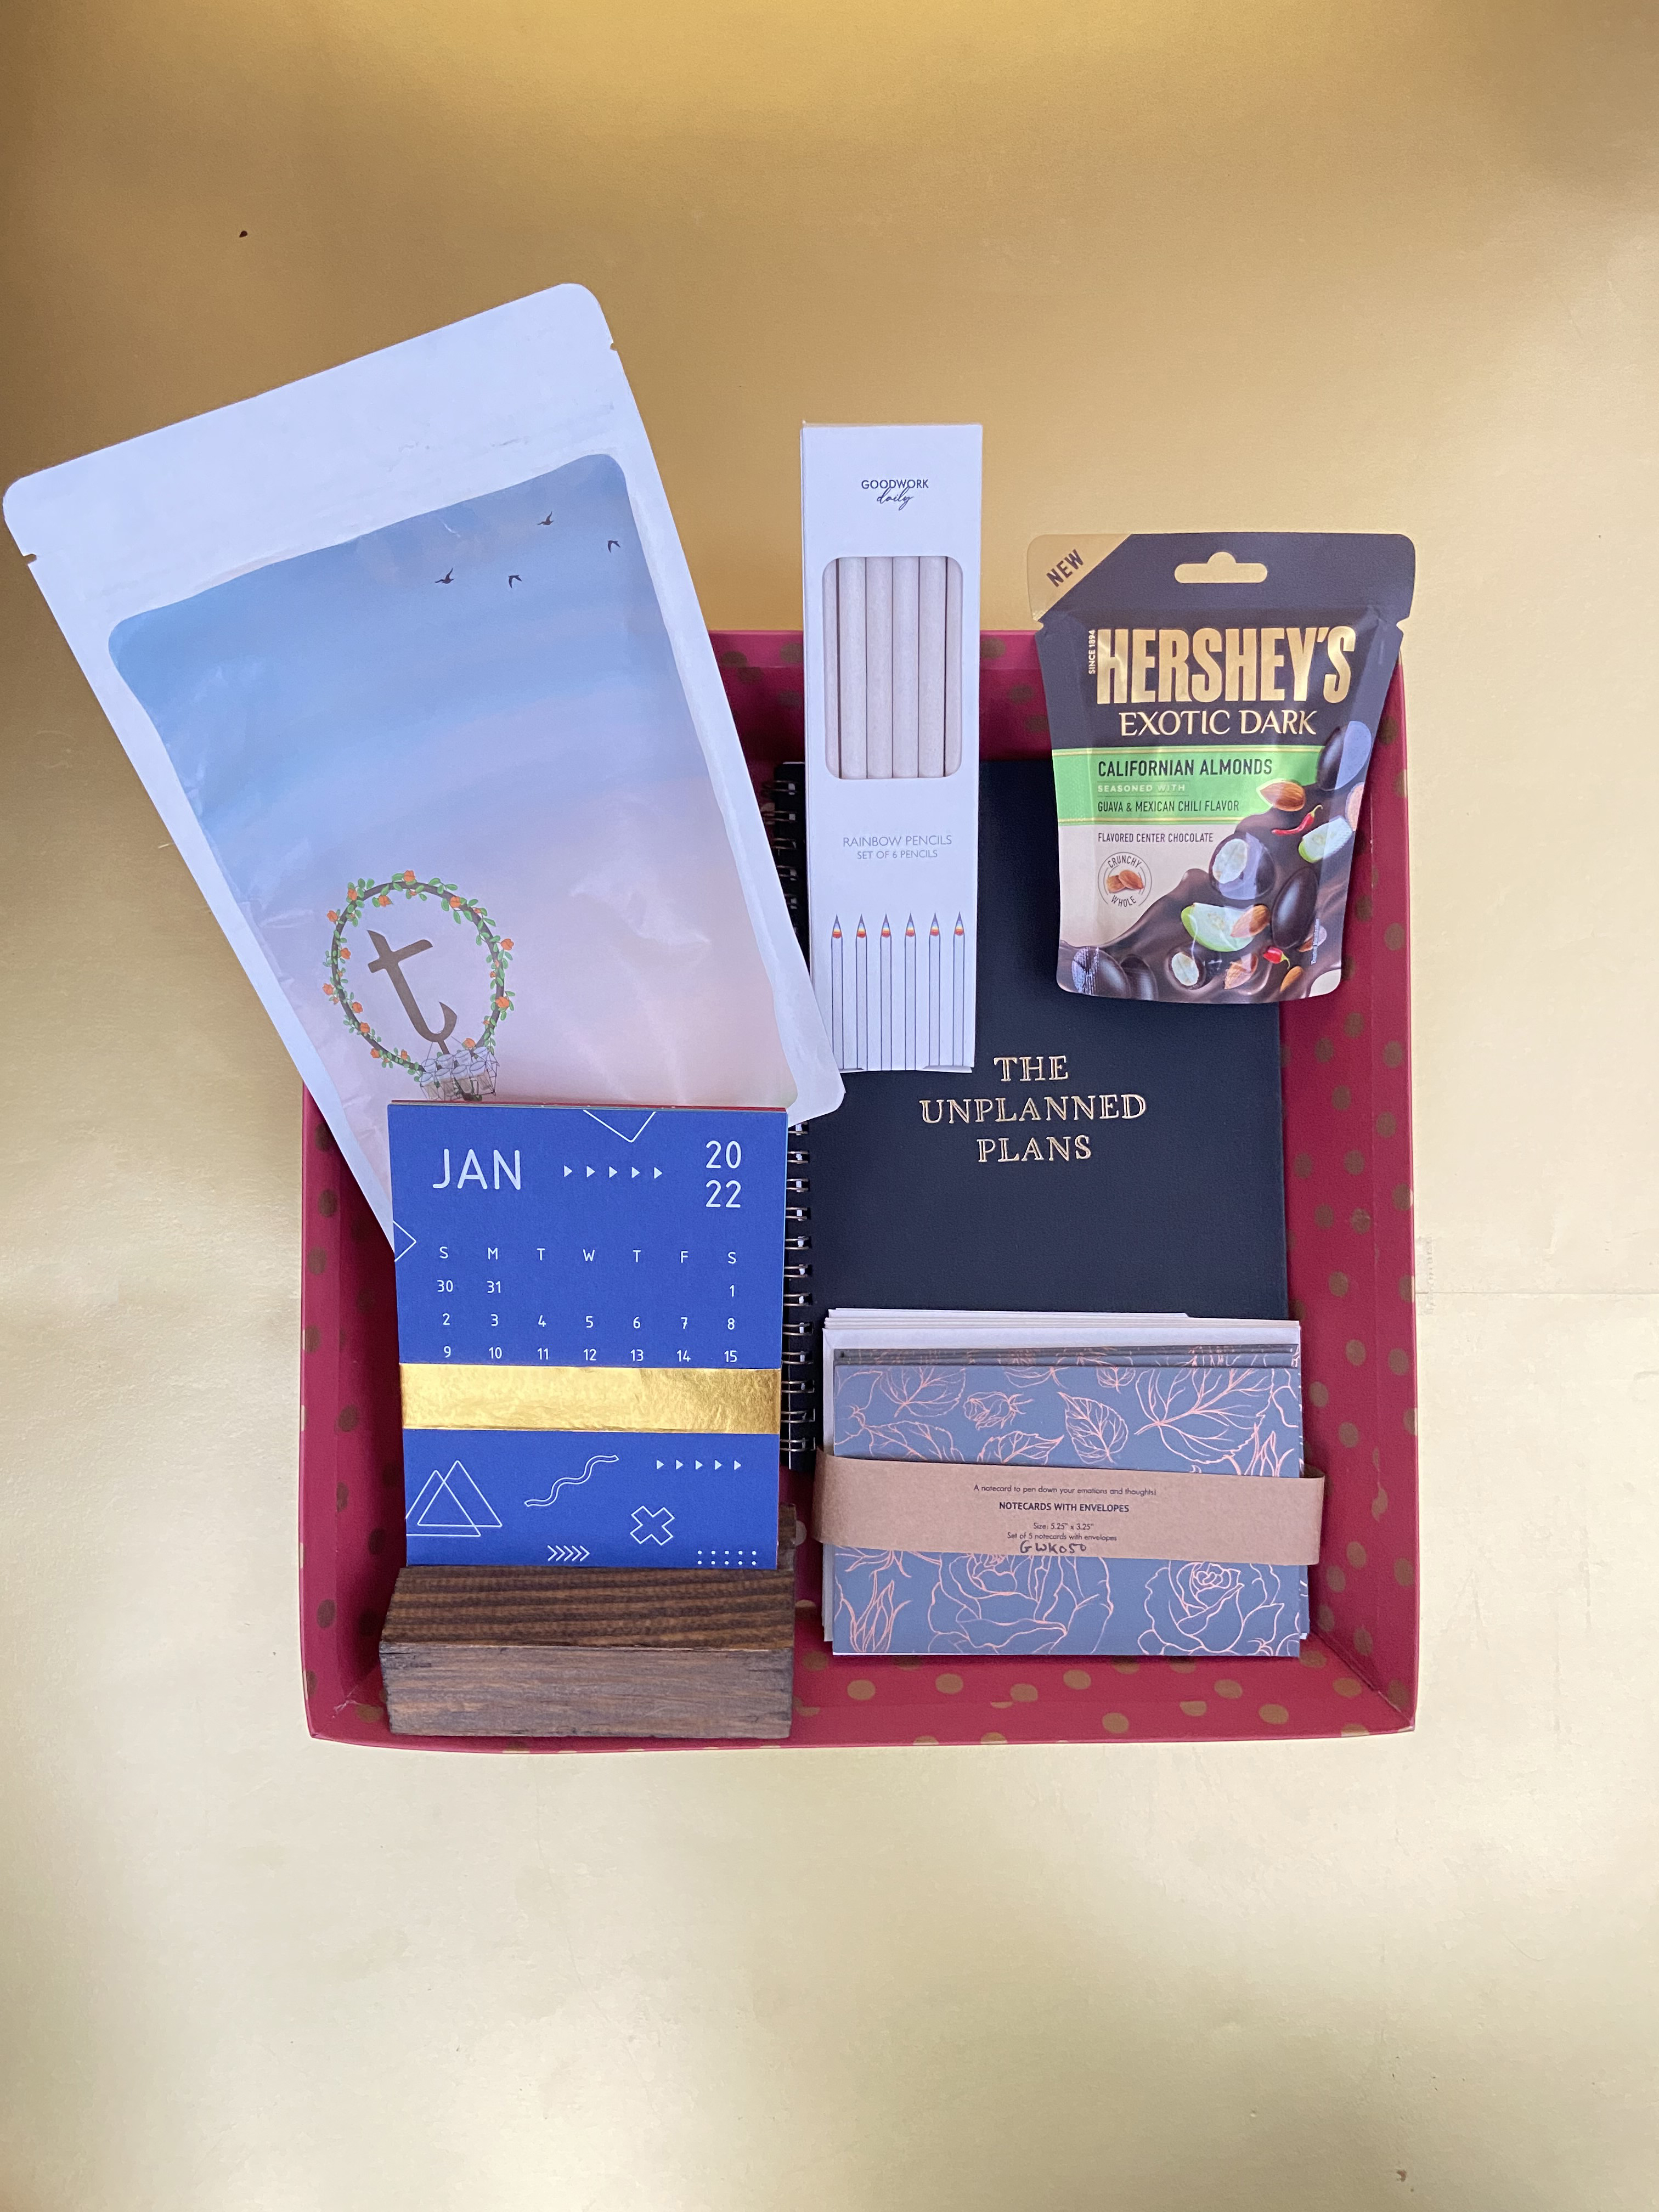 t
GOODWORK
daily
RAINBOW PENCILS
SET OF 6 PENCILS
NEW
SINCE 1894
HERSHEY'S
EXOTIC DARK
CALIFORNIAN ALMONDS
SEASONED WITH
GUAVA & MEXICAN CHILI FLAVOR
FLAVORED CENTER CHOCOLATE
CRUNCHY
WHOLE
THE
UNPLANNED
PLANS
JAN
20
22
S M T W T F S
30 31 1
2 3 4 5 6 7 8
9 10 11 12 13 14 15
A notecard to pen down your emotions and thoughts!
NOTECARDS WITH ENVELOPES
Size: 5.25" x 3.25"
Set of 5 notecards with envelopes
GWK050